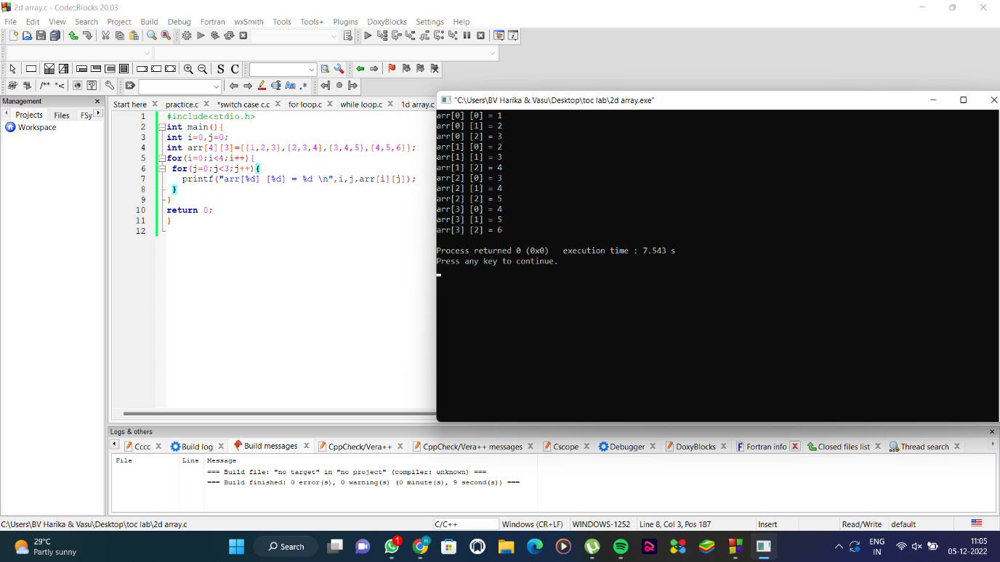 2d array.c - Code::Blocks 20.03
File Edit View Search Project Build Debug Fortran wxSmith Tools Tools+ Plugins DoxyBlocks Settings Help
S C
/** *< Aa .*
Management
Projects Files FSy
Workspace
Start here practice.c *switch case c.c for loop.c while loop.c 1d array.c
1 #include<stdio.h>
2 int main(){
3 int i=0,j=0;
4 int arr[4][3]={{1,2,3},{2,3,4},{3,4,5},{4,5,6}};
5 for(i=0;i<4;i++){
6 for(j=0;j<3;j++){
7 printf("arr[%d] [%d] = %d \n",i,j,arr[i][j]);
8 }
9 }
10 return 0;
11 }
12
"C:\Users\BV Harika & Vasu\Desktop\toc lab\2d array.exe"
arr[0] [0] = 1
arr[0] [1] = 2
arr[0] [2] = 3
arr[1] [0] = 2
arr[1] [1] = 3
arr[1] [2] = 4
arr[2] [0] = 3
arr[2] [1] = 4
arr[2] [2] = 5
arr[3] [0] = 4
arr[3] [1] = 5
arr[3] [2] = 6
Process returned 0 (0x0)   execution time : 7.543 s
Press any key to continue.
Logs & others
Cccc Build log Build messages CppCheck/Vera++ CppCheck/Vera++ messages Cscope Debugger DoxyBlocks Fortran info Closed files list Thread search
File Line Message
=== Build file: "no target" in "no project" (compiler: unknown) ===
=== Build finished: 0 error(s), 0 warning(s) (0 minute(s), 9 second(s)) ===
C:\Users\BV Harika & Vasu\Desktop\toc lab\2d array.c C/C++ Windows (CR+LF) WINDOWS-1252 Line 8, Col 3, Pos 187 Insert Read/Write default
29°C
Partly sunny
Search
1
H
ENG
IN
11:05
05-12-2022